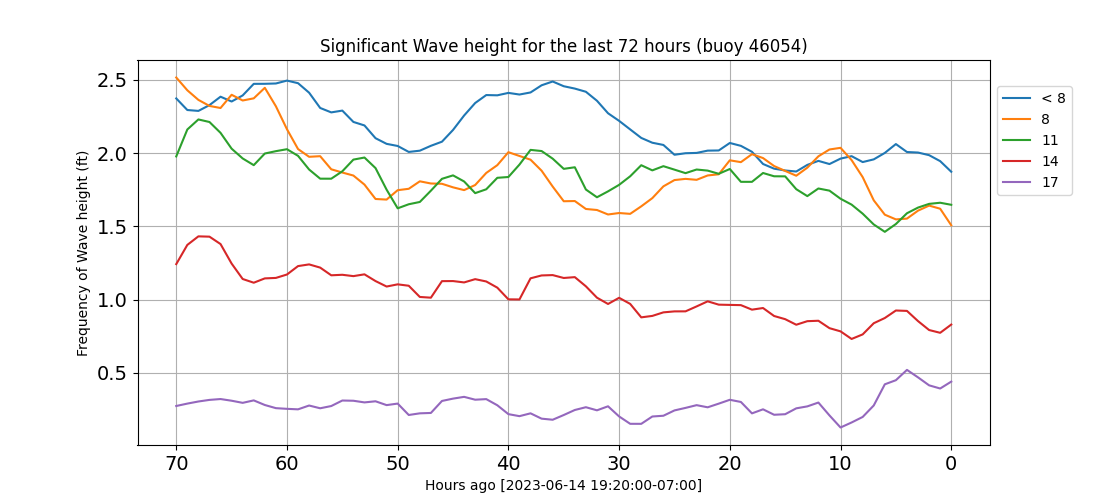 Significant Wave height for the last 72 hours (buoy 46054)
Frequency of Wave height (ft)
2.5
2.0
1.5
1.0
0.5
70 60 50 40 30 20 10 0
Hours ago [2023-06-14 19:20:00-07:00]
< 8
8
11
14
17